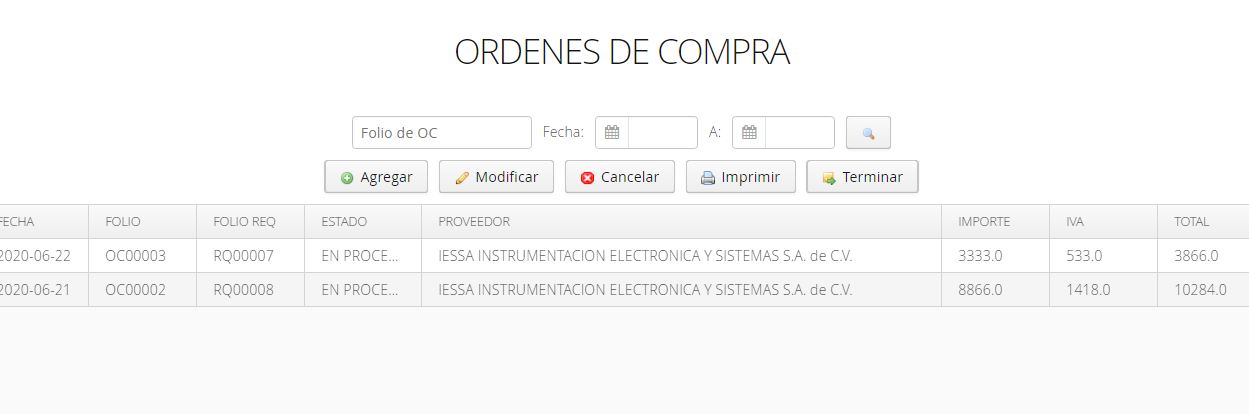 ORDENES DE COMPRA
Folio de OC Fecha: A:
Agregar Modificar Cancelar Imprimir Terminar
FECHA FOLIO FOLIO REQ ESTADO PROVEEDOR IMPORTE IVA TOTAL
2020-06-22 OC00003 RQ00007 EN PROCE... IESSA INSTRUMENTACION ELECTRONICA Y SISTEMAS S.A. de C.V. 3333.0 533.0 3866.0
2020-06-21 OC00002 RQ00008 EN PROCE... IESSA INSTRUMENTACION ELECTRONICA Y SISTEMAS S.A. de C.V. 8866.0 1418.0 10284.0